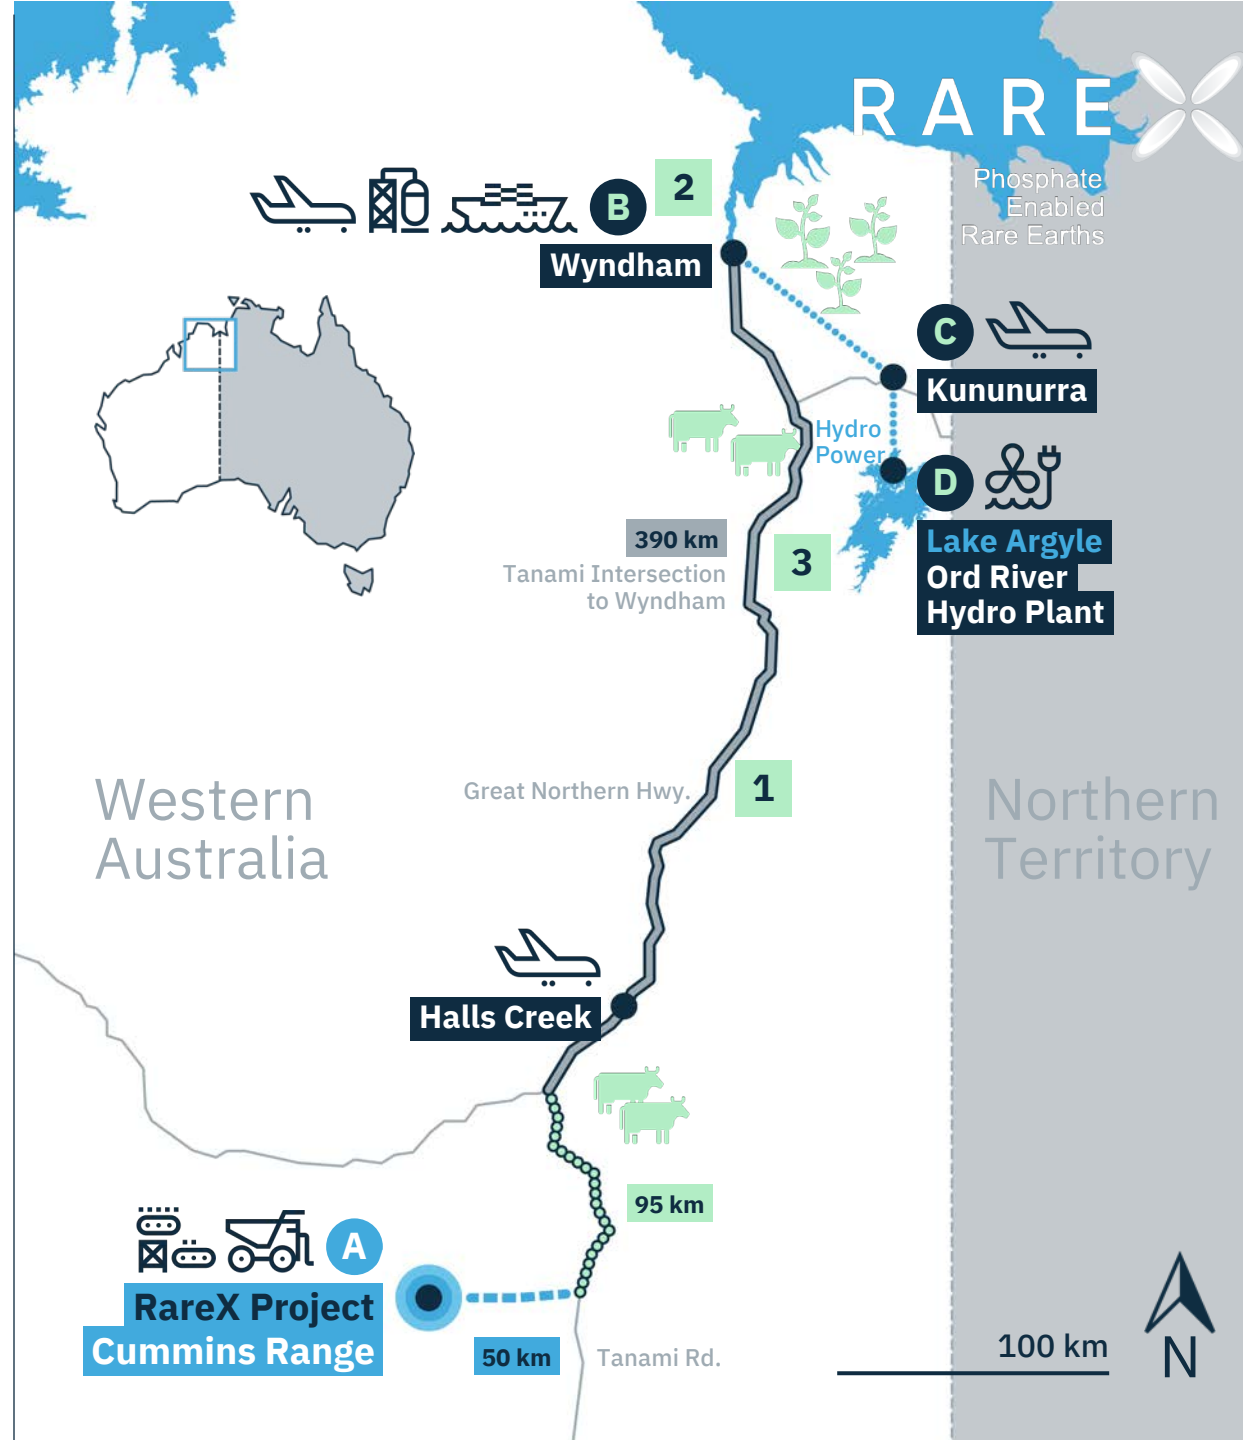 RAREX
Phosphate
Enabled
Rare Earths
B
2
Wyndham
C
Kununurra
Hydro
Power
D
Lake Argyle
Ord River
Hydro Plant
390 km
Tanami Intersection
to Wyndham
3
Western
Australia
Great Northern Hwy.
1
Northern
Territory
Halls Creek
95 km
A
RareX Project
Cummins Range
50 km
Tanami Rd.
100 km
N